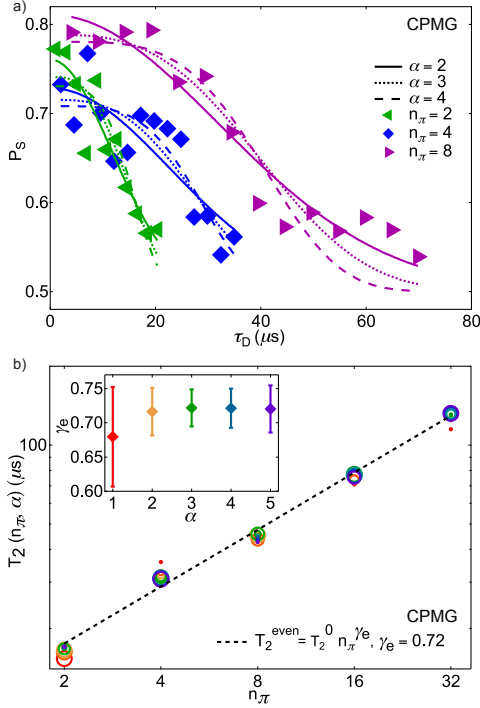 a)
CPMG
0.8
0.7
0.6
0.5
P_S
α = 2
α = 3
α = 4
n_π = 2
n_π = 4
n_π = 8
0 20 40 60 80
τ_D (μs)
b)
0.75
0.70
0.65
0.60
γ_e
1 2 3 4 5
α
100
T_2 (n_π, α) (μs)
CPMG
T_2^even = T_2^0 n_π^γ_e, γ_e = 0.72
2 4 8 16 32
n_π